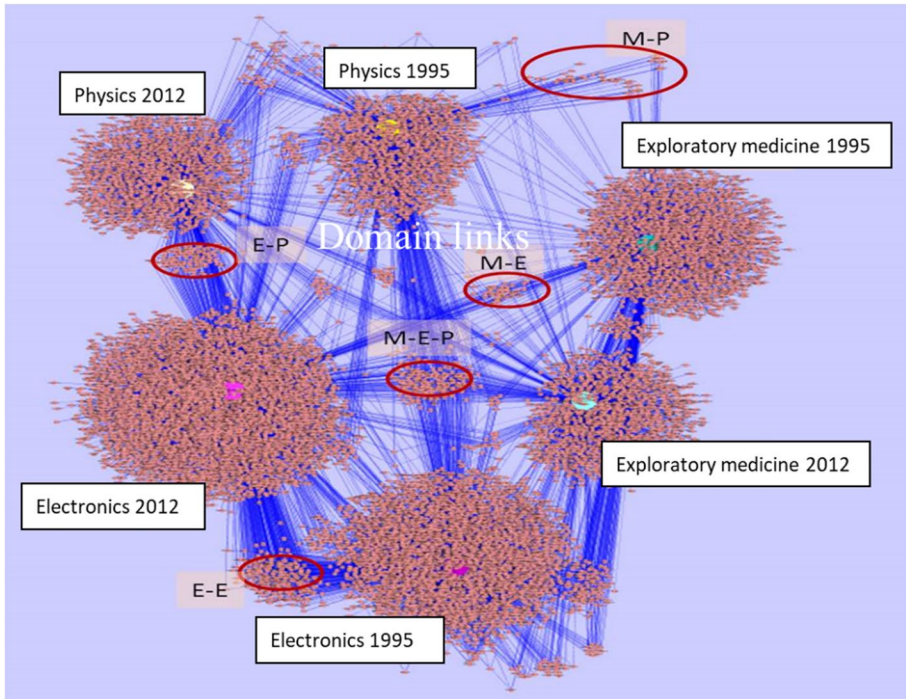 M-P
Physics 1995
Physics 2012
Exploratory medicine 1995
E-P
Domain links
M-E
M-E-P
Exploratory medicine 2012
Electronics 2012
E-E
Electronics 1995